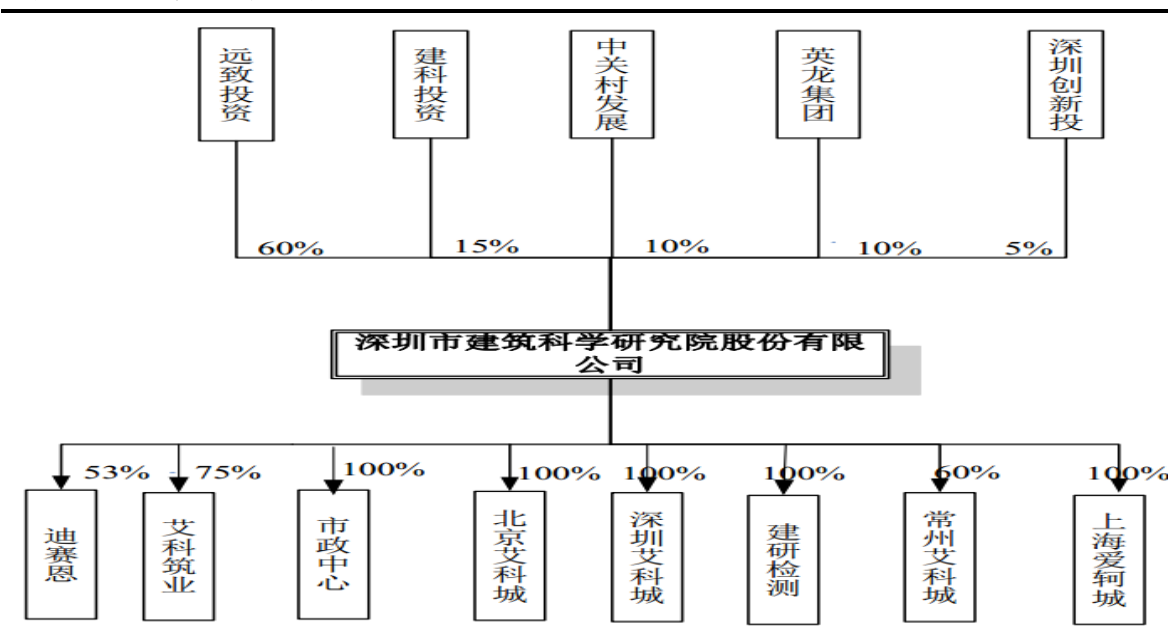 远致投资
建科投资
中关村发展
英龙集团
深圳创新投
60%
15%
10%
10%
5%
深圳市建筑科学研究院股份有限
公司
53%
75%
100%
100%
100%
100%
60%
100%
迪赛恩
艾科筑业
市政中心
北京艾科城
深圳艾科城
建研检测
常州艾科城
上海爱轲城